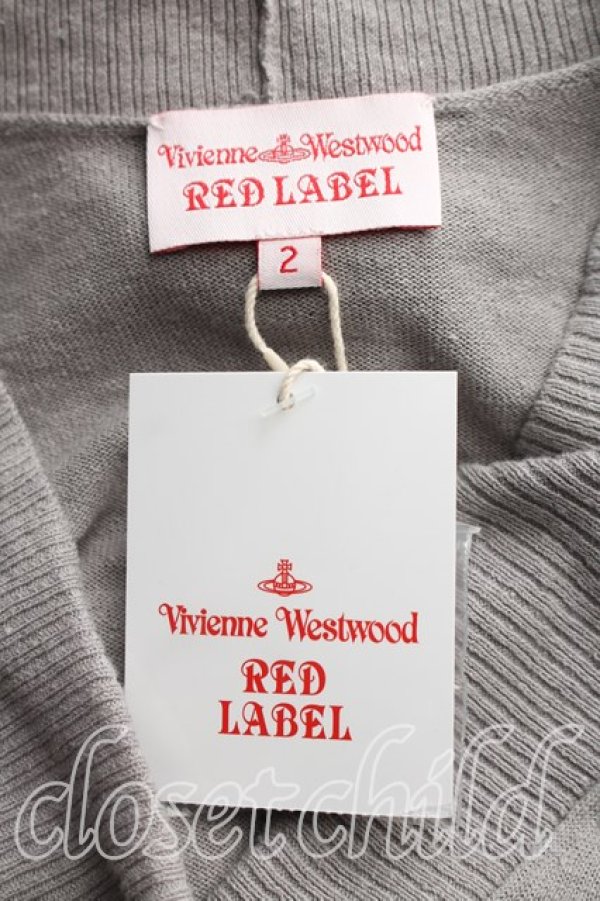 Vivienne Westwood
RED LABEL
2
Vivienne Westwood
RED
LABEL
closetchild